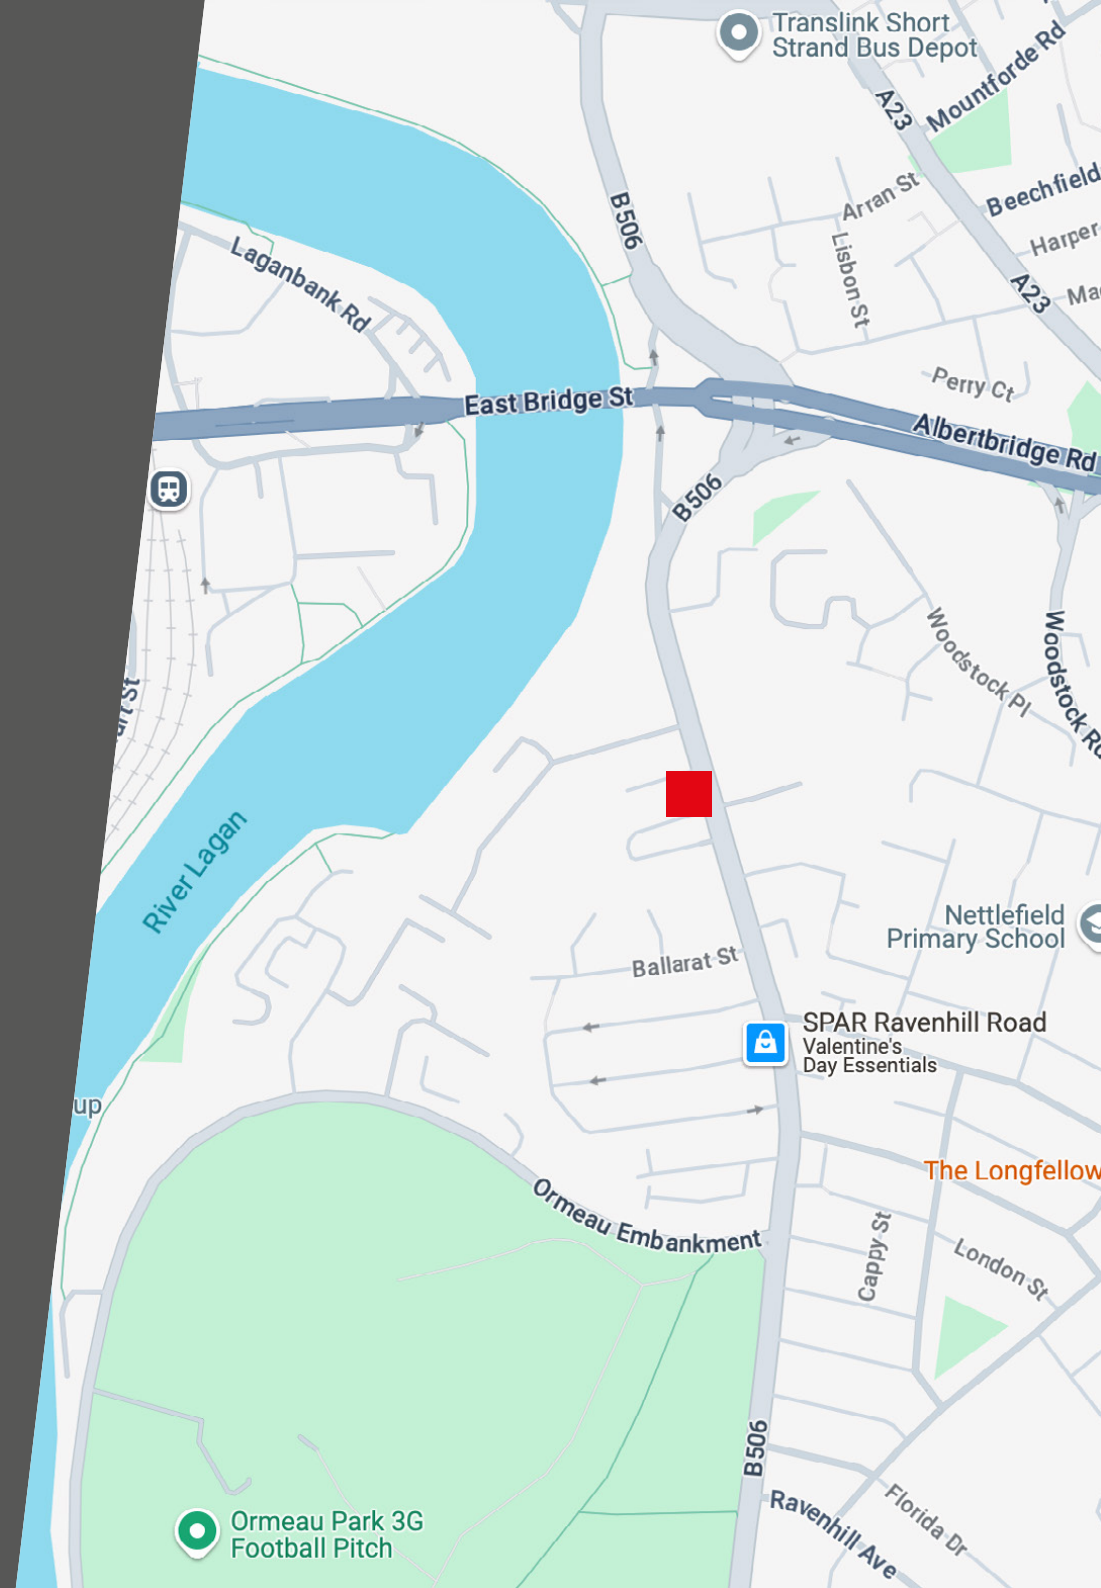 Translink Short
Strand Bus Depot
Mountforde Rd
A23
Beechfield
Arran St
B506
Harper
Lisbon St
Laganbank Rd
A23
Perry Ct
East Bridge St
Albertbridge Rd
B506
Woodstock Pl
Woodstock Rd
River Lagan
Nettlefield
Primary School
Ballarat St
SPAR Ravenhill Road
Valentine's
Day Essentials
up
The Longfellow
Ormeau Embankment
Cappy St
London St
B506
Ravenhill Ave
Florida Dr
Ormeau Park 3G
Football Pitch